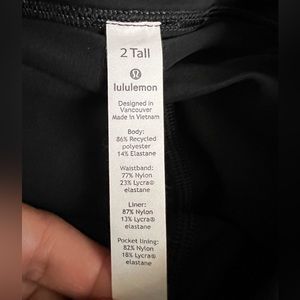 2 Tall
lululemon
Designed in
Vancouver
Made in Vietnam
Body:
86% Recycled
polyester
14% Elastane
Waistband:
77% Nylon
23% Lycra®
elastane
Liner:
87% Nylon
13% Lycra®
elastane
Pocket lining:
82% Nylon
18% Lycra®
elastane